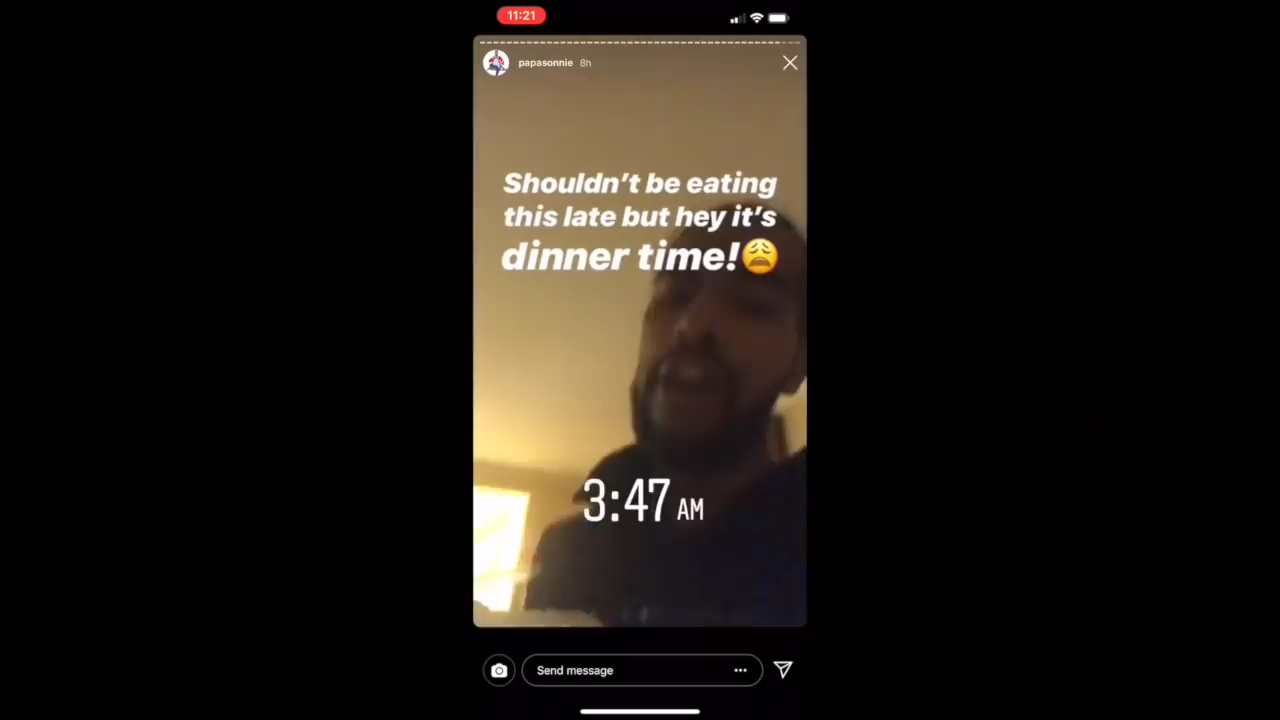 11:21
papasonnie 8h
Shouldn't be eating
this late but hey it's
dinner time!😩
3:47 AM
Send message